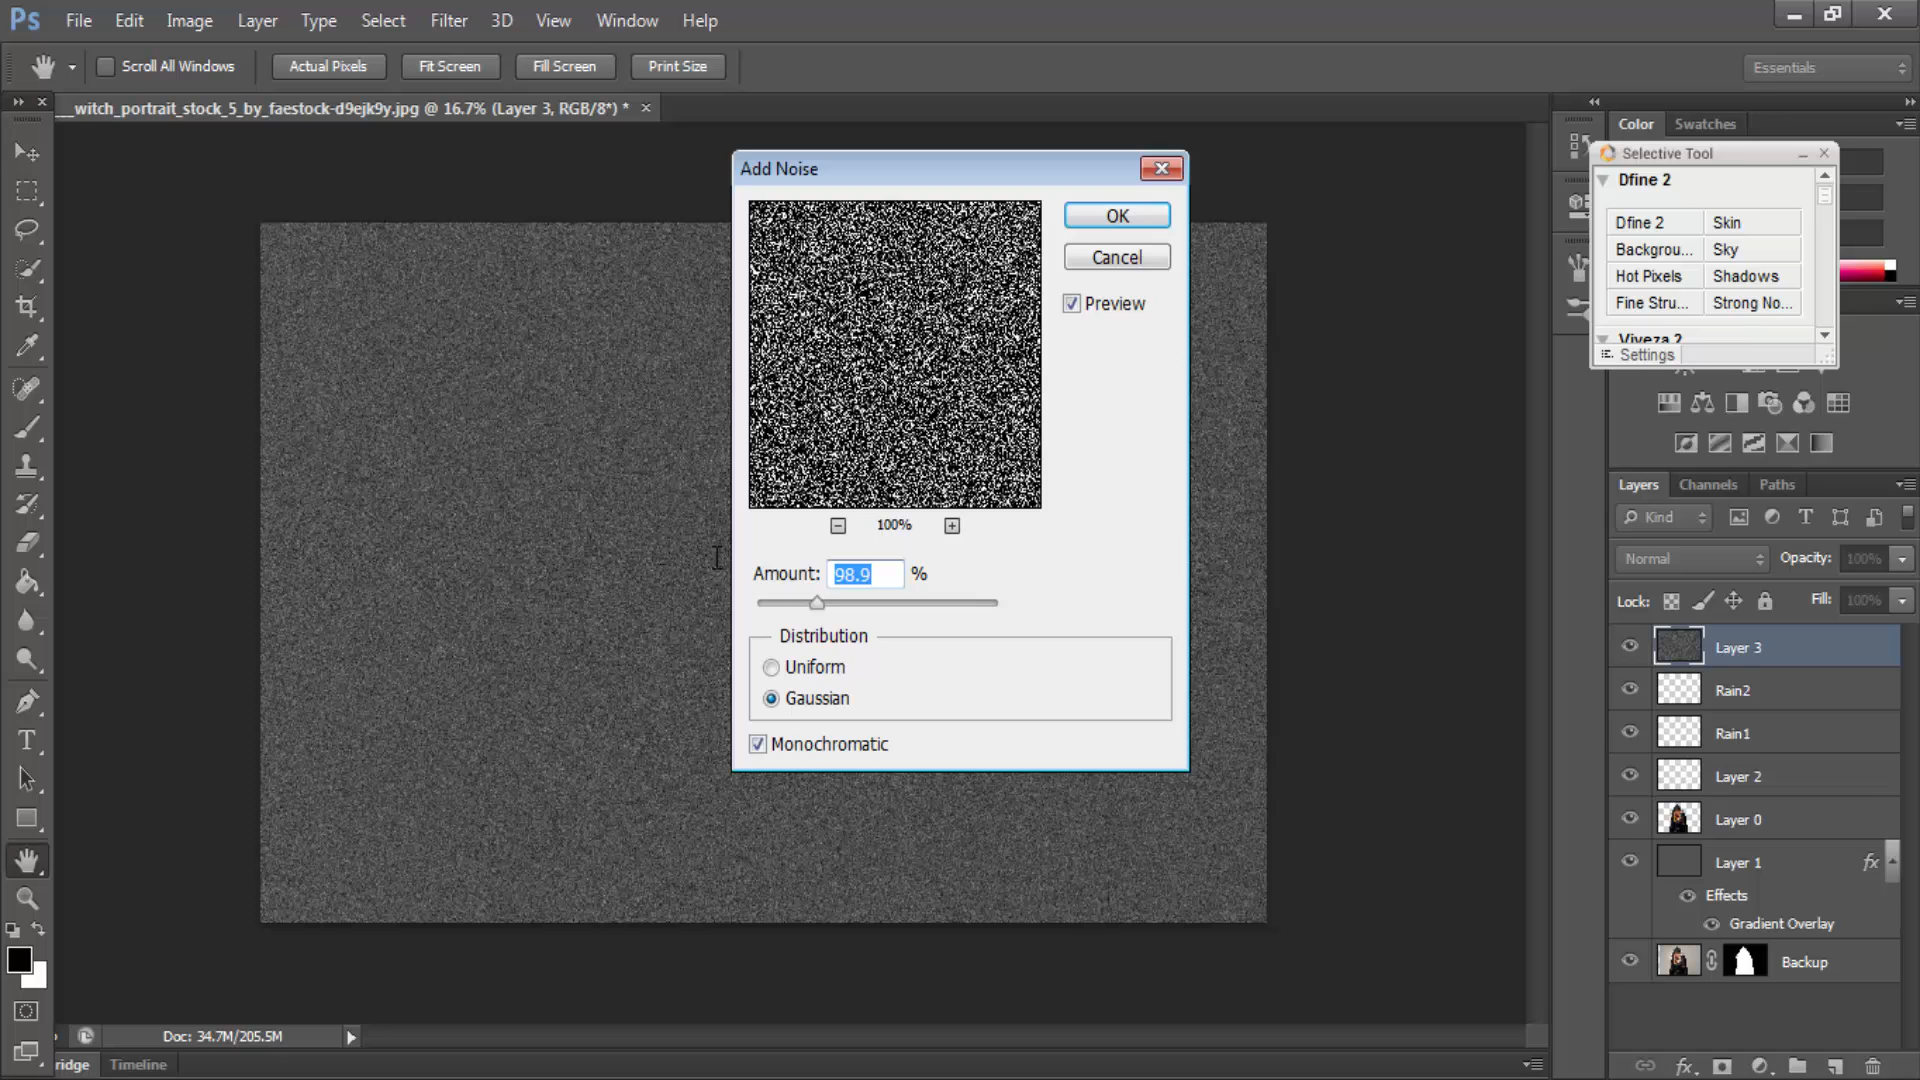 Ps File Edit Image Layer Type Select Filter 3D View Window Help
Scroll All Windows Actual Pixels Fit Screen Fill Screen Print Size Essentials
_witch_portrait_stock_5_by_faestock-d9ejk9y.jpg @ 16.7% (Layer 3, RGB/8*) *
Color Swatches
Selective Tool
Dfine 2
Dfine 2 Skin
Backgrou... Sky
Hot Pixels Shadows
Fine Stru... Strong No...
Viveza 2
Settings
Add Noise
OK
Cancel
Preview
100%
Amount: 98.9 %
Distribution
Uniform
Gaussian
Monochromatic
Layers Channels Paths
Kind
Normal Opacity: 100%
Lock: Fill: 100%
Layer 3
Rain2
Rain1
Layer 2
Layer 0
Layer 1 fx
Effects
Gradient Overlay
Backup
Doc: 34.7M/205.5M
ridge Timeline
fx